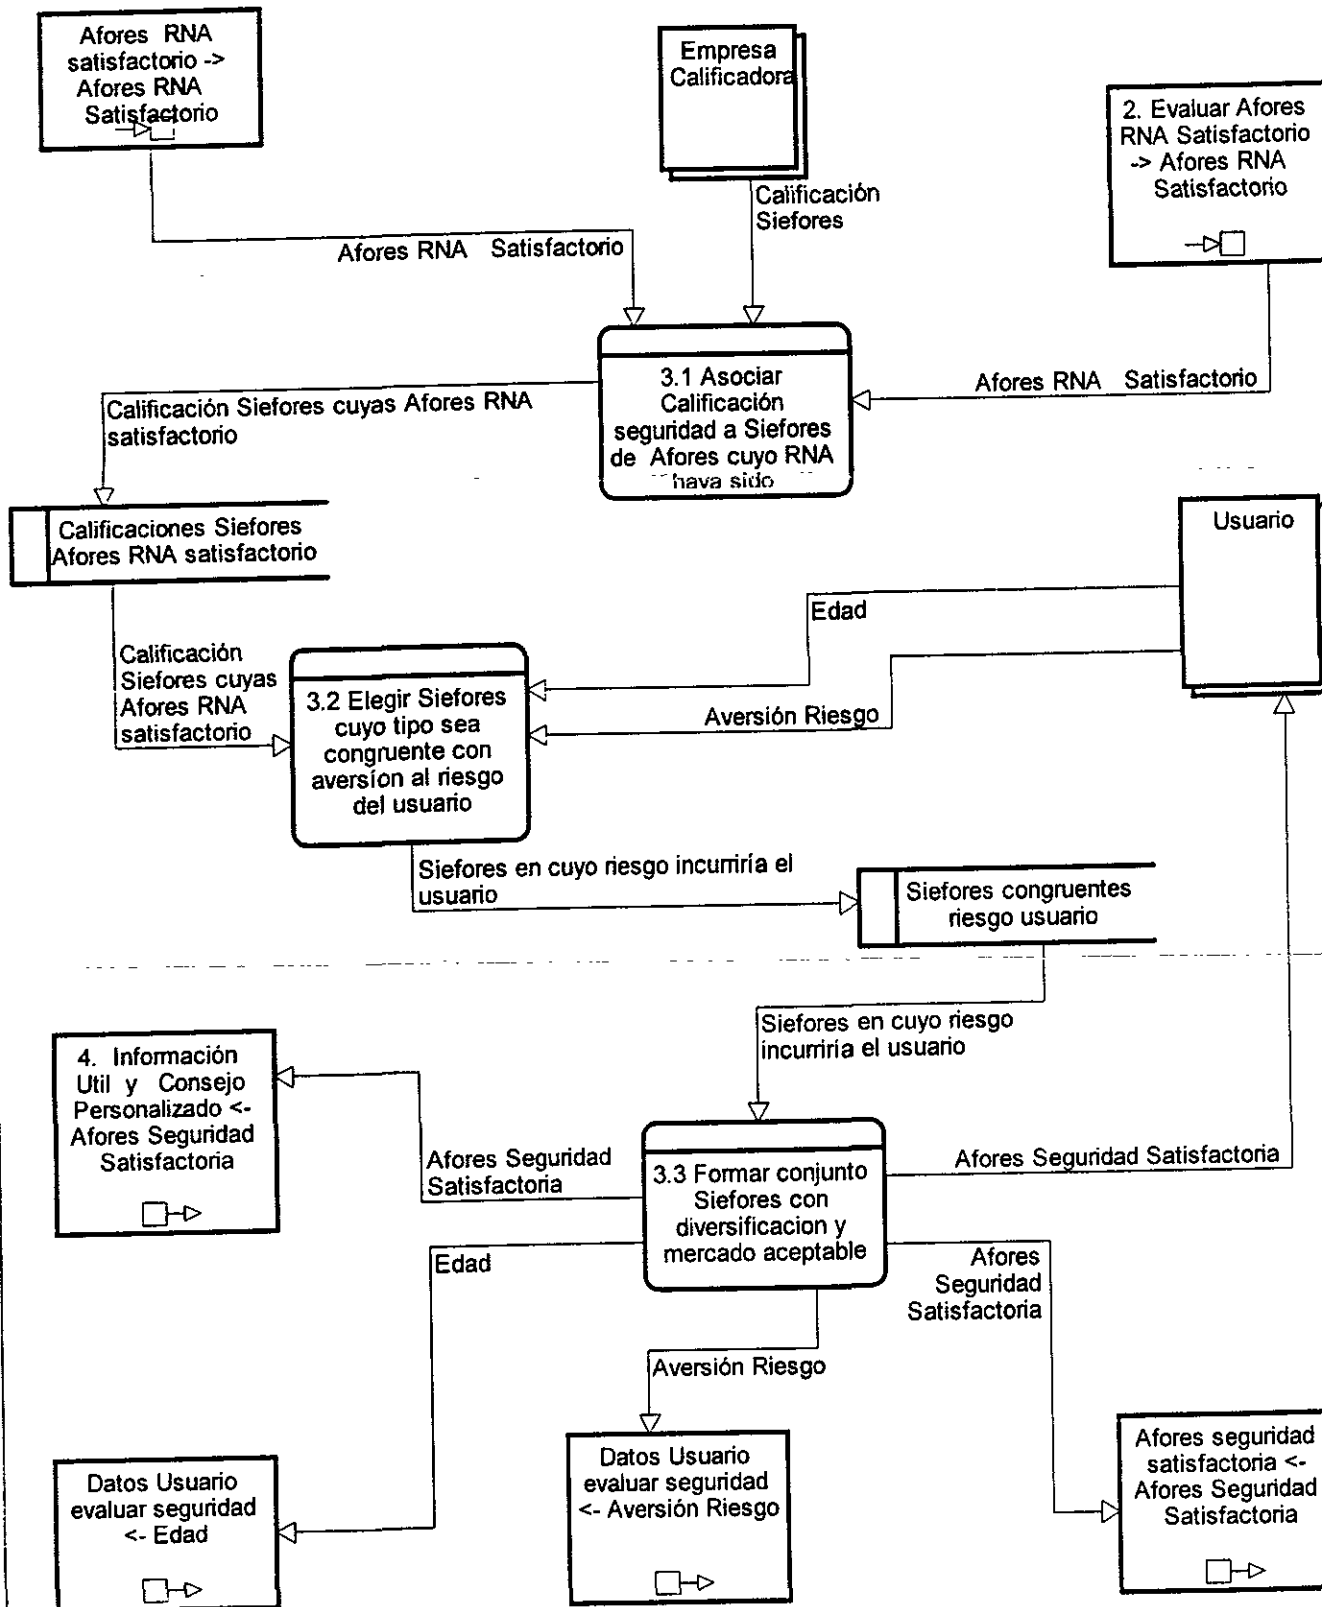 Afores RNA
satisfactorio ->
Afores RNA
Satisfactorio
Empresa
Calificadora
2. Evaluar Afores
RNA Satisfactorio
-> Afores RNA
Satisfactorio
Calificación
Siefores
Afores RNA Satisfactorio
3.1 Asociar
Calificación
seguridad a Siefores
de Afores cuyo RNA
haya sido
Afores RNA Satisfactorio
Calificación Siefores cuyas Afores RNA
satisfactorio
Calificaciones Siefores
Afores RNA satisfactorio
Usuario
Edad
Calificación
Siefores cuyas
Afores RNA
satisfactorio
3.2 Elegir Siefores
cuyo tipo sea
congruente con
aversíon al riesgo
del usuario
Aversión Riesgo
Siefores en cuyo riesgo incurriría el
usuario
Siefores congruentes
riesgo usuario
Siefores en cuyo riesgo
incurriría el usuario
4. Información
Util y Consejo
Personalizado <-
Afores Seguridad
Satisfactoria
Afores Seguridad
Satisfactoria
3.3 Formar conjunto
Siefores con
diversificacion y
mercado aceptable
Afores Seguridad Satisfactoria
Edad
Afores
Seguridad
Satisfactoria
Aversión Riesgo
Datos Usuario
evaluar seguridad
<- Edad
Datos Usuario
evaluar seguridad
<- Aversión Riesgo
Afores seguridad
satisfactoria <-
Afores Seguridad
Satisfactoria